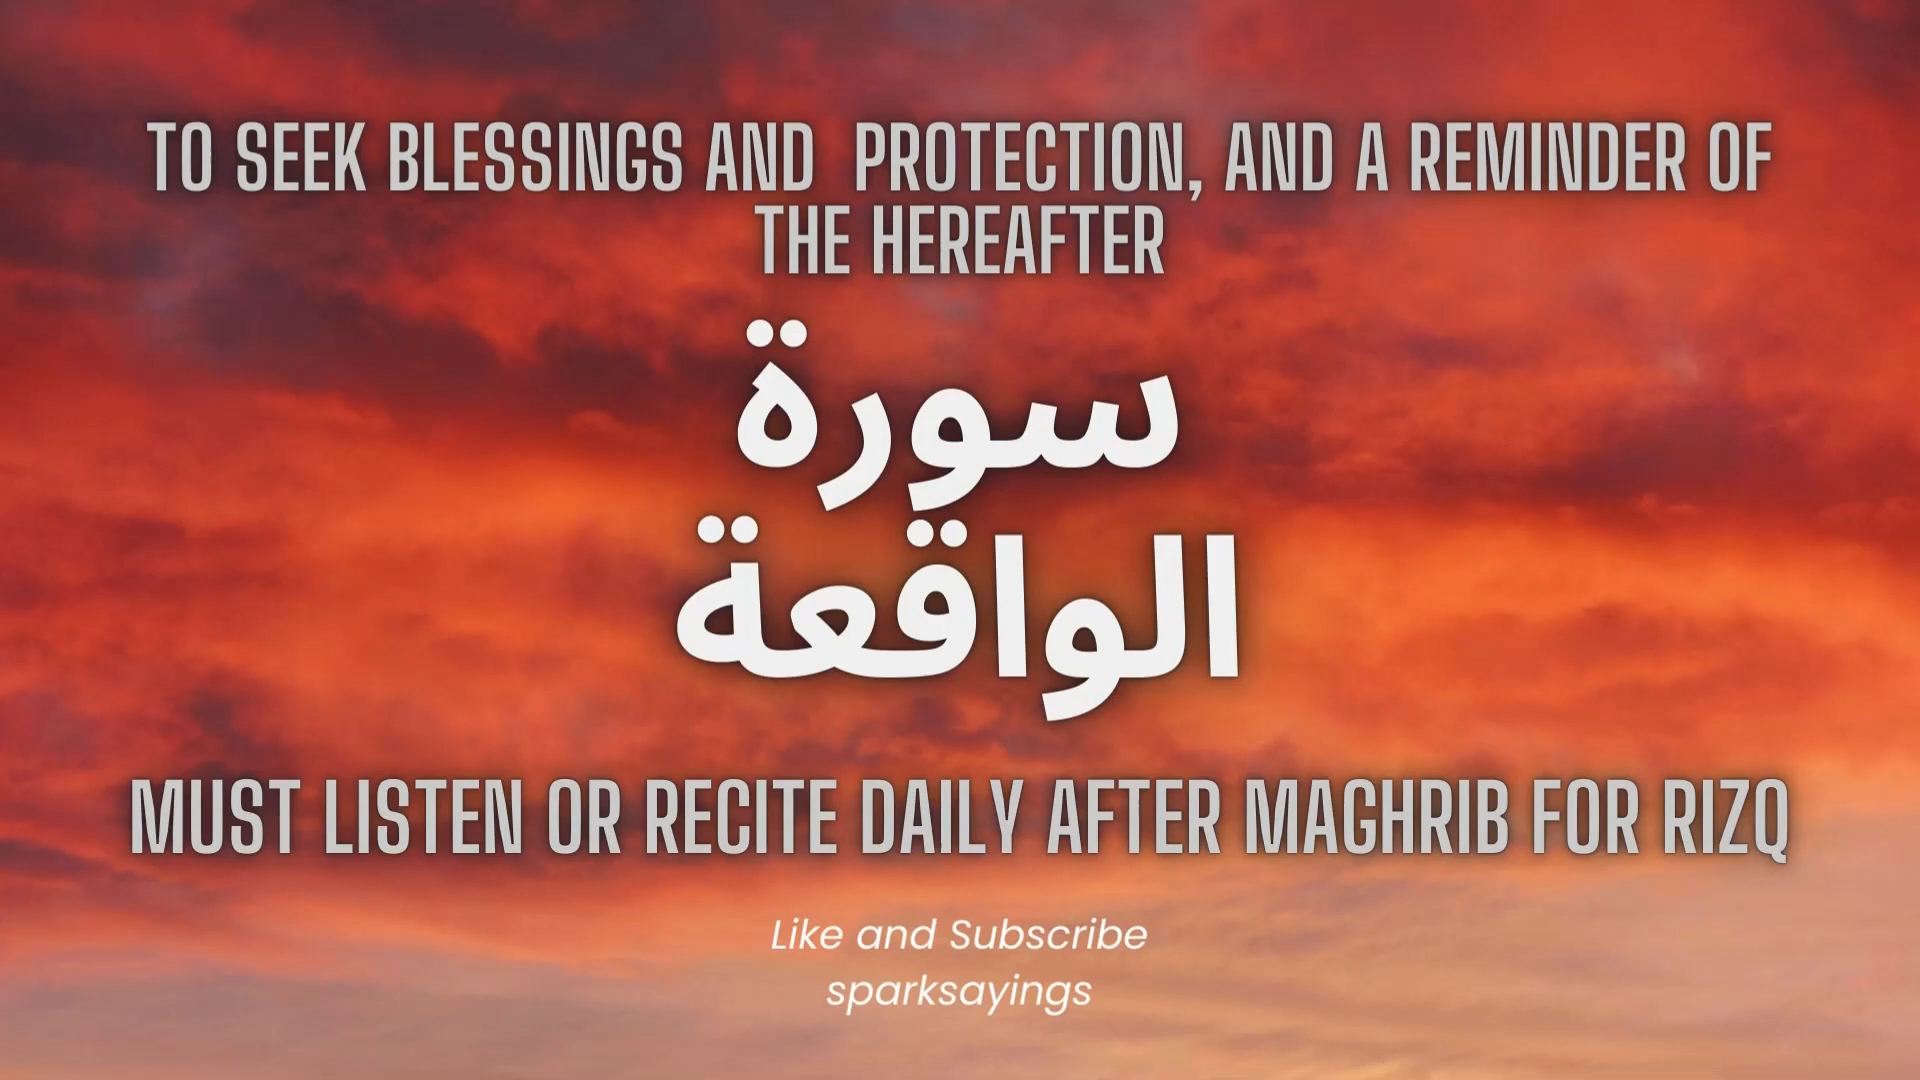 TO SEEK BLESSINGS AND PROTECTION, AND A REMINDER OF
THE HEREAFTER
سورة
الواقعة
MUST LISTEN OR RECITE DAILY AFTER MAGHRIB FOR RIZQ
Like and Subscribe
sparksayings